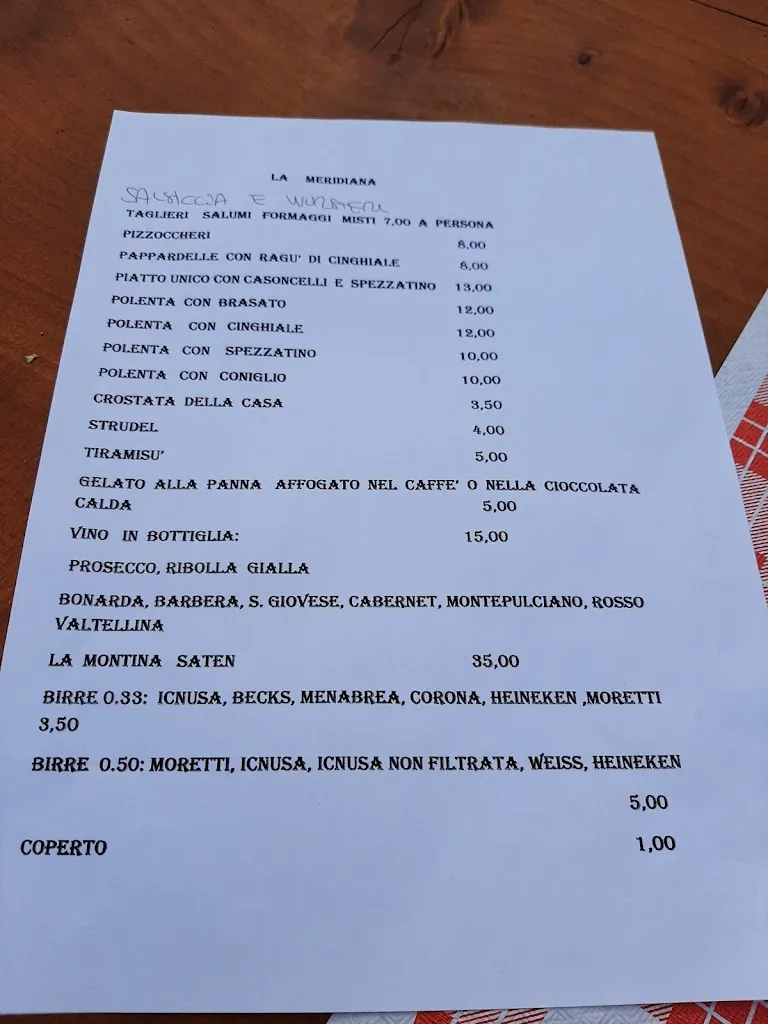 LA MERIDIANA
SALSICCIA E WURSTEL
TAGLIERI SALUMI FORMAGGI MISTI 7,00 A PERSONA
PIZZOCCHERI 8,00
PAPPARDELLE CON RAGU' DI CINGHIALE 8,00
PIATTO UNICO CON CASONCELLI E SPEZZATINO 13,00
POLENTA CON BRASATO 12,00
POLENTA CON CINGHIALE 12,00
POLENTA CON SPEZZATINO 10,00
POLENTA CON CONIGLIO 10,00
CROSTATA DELLA CASA 3,50
STRUDEL 4,00
TIRAMISU' 5,00
GELATO ALLA PANNA AFFOGATO NEL CAFFE' O NELLA CIOCCOLATA
CALDA 5,00
VINO IN BOTTIGLIA: 15,00
PROSECCO, RIBOLLA GIALLA
BONARDA, BARBERA, S. GIOVESE, CABERNET, MONTEPULCIANO, ROSSO
VALTELLINA
LA MONTINA SATEN 35,00
BIRRE 0.33: ICNUSA, BECKS, MENABREA, CORONA, HEINEKEN ,MORETTI
3,50
BIRRE 0.50: MORETTI, ICNUSA, ICNUSA NON FILTRATA, WEISS, HEINEKEN
5,00
COPERTO 1,00